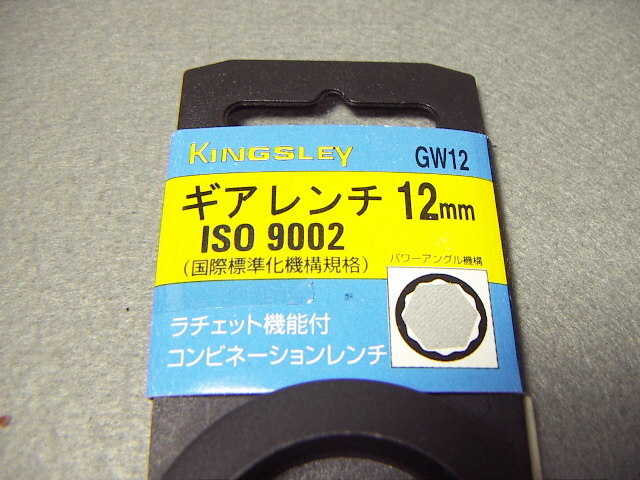 KINGSLEY GW12
ギアレンチ 12mm
ISO 9002
(国際標準化機構規格)
パワーアングル機構
ラチェット機能付
コンビネーションレンチ